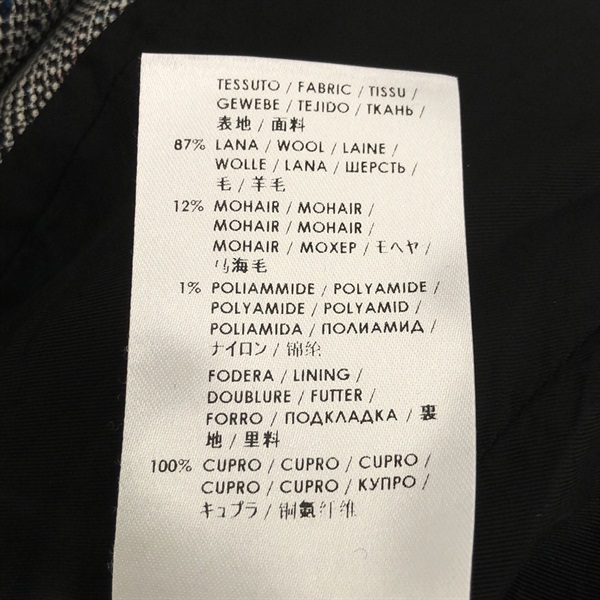 TESSUTO / FABRIC / TISSU /
GEWEBE / TEJIDO / ТКАНЬ /
表地 / 面料
87% LANA / WOOL / LAINE /
WOLLE / LANA / ШЕРСТЬ /
毛 / 羊毛
12% MOHAIR / MOHAIR /
MOHAIR / MOHAIR /
MOHAIR / МОХЕР / モヘヤ /
马海毛
1% POLIAMMIDE / POLYAMIDE /
POLYAMIDE / POLYAMID /
POLIAMIDA / ПОЛИАМИД /
ナイロン / 锦纶
FODERA / LINING /
DOUBLURE / FUTTER /
FORRO / ПОДКЛАДКА / 裏
地 / 里料
100% CUPRO / CUPRO / CUPRO /
CUPRO / CUPRO / КУПРО /
キュプラ / 铜氨纤维